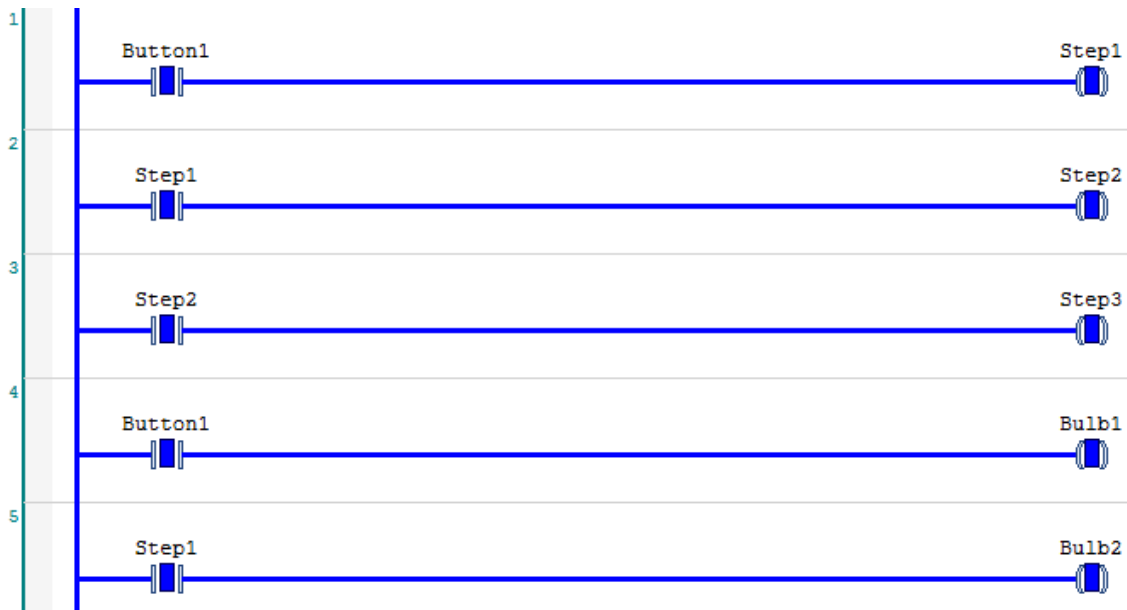 1
Button1 Step1
2
Step1 Step2
3
Step2 Step3
4
Button1 Bulb1
5
Step1 Bulb2